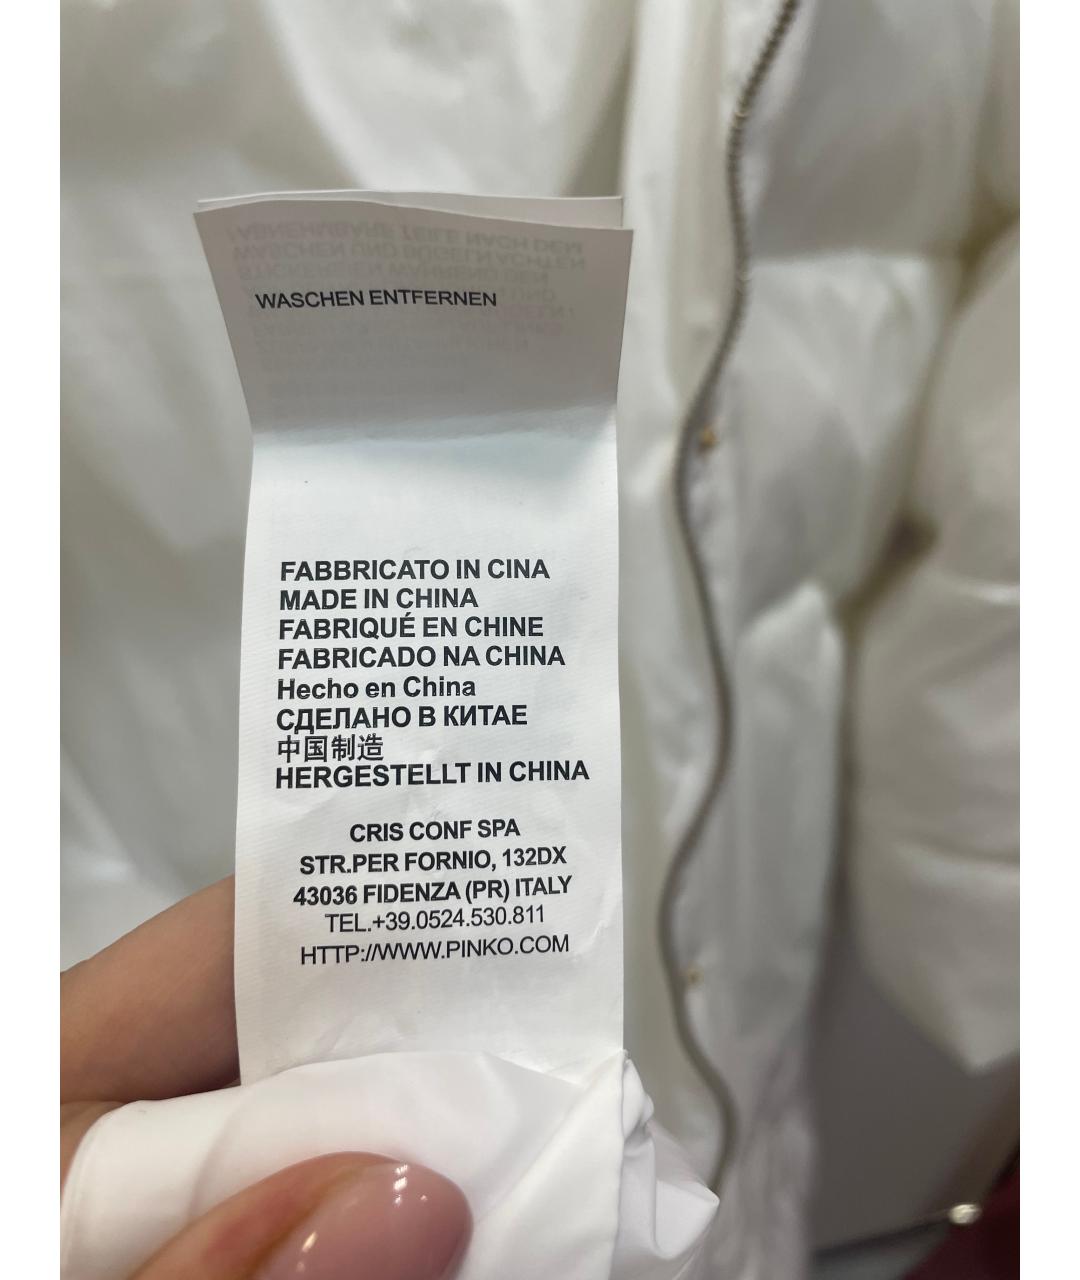 WASCHEN ENTFERNEN
FABBRICATO IN CINA
MADE IN CHINA
FABRIQUÉ EN CHINE
FABRICADO NA CHINA
Hecho en China
СДЕЛАНО В КИТАЕ
中国制造
HERGESTELLT IN CHINA
CRIS CONF SPA
STR.PER FORNIO, 132DX
43036 FIDENZA (PR) ITALY
TEL.+39.0524.530.811
HTTP://WWW.PINKO.COM